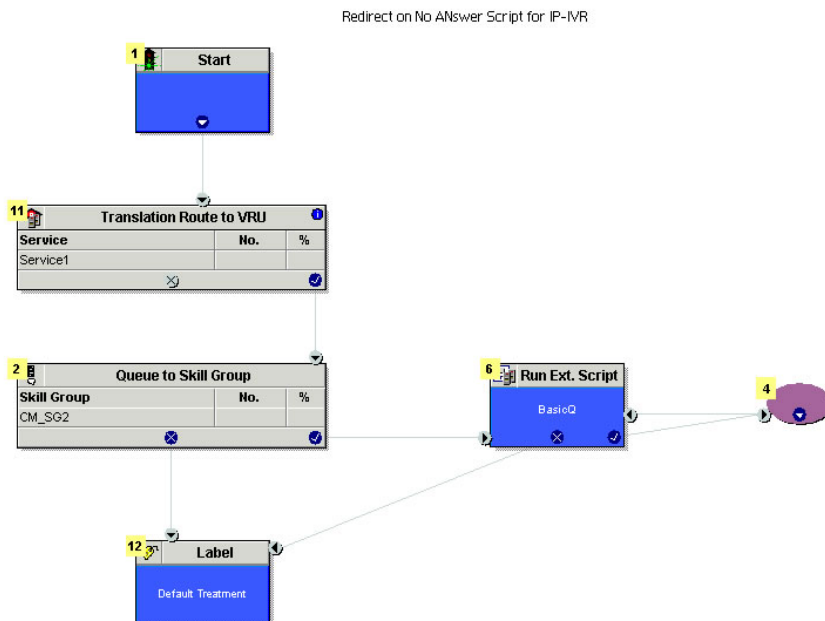 Redirect on No ANswer Script for IP-IVR
1
Start
11
Translation Route to VRU
Service No. %
Service1
2
Queue to Skill Group
Skill Group No. %
CM_SG2
6
Run Ext. Script
BasicQ
4
12
Label
Default Treatment